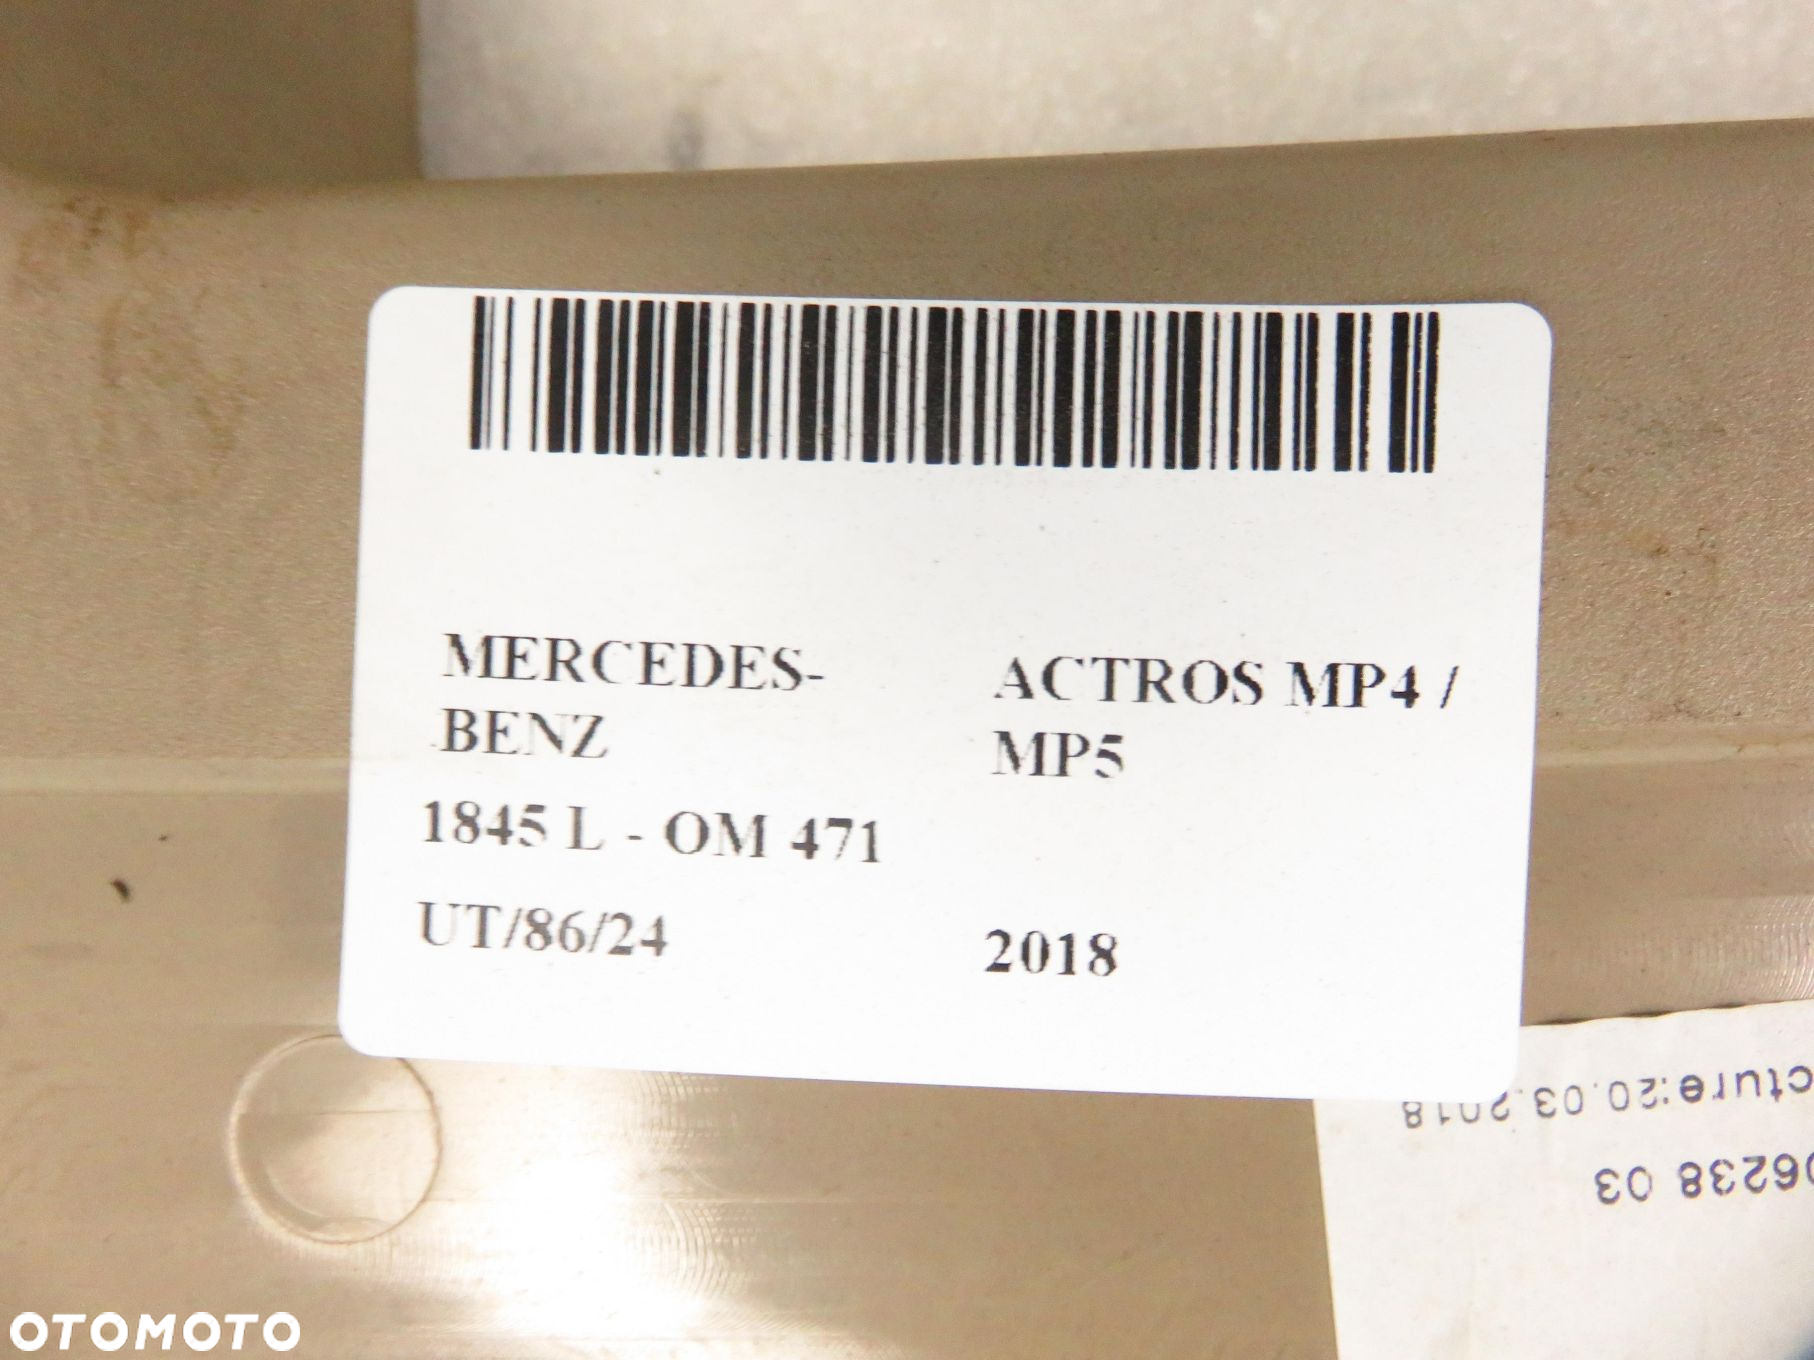 MERCEDES-
BENZ
ACTROS MP4 /
MP5
1845 L - OM 471
UT/86/24
2018
cture:20.03.2018
06238 03
OTOMOTO